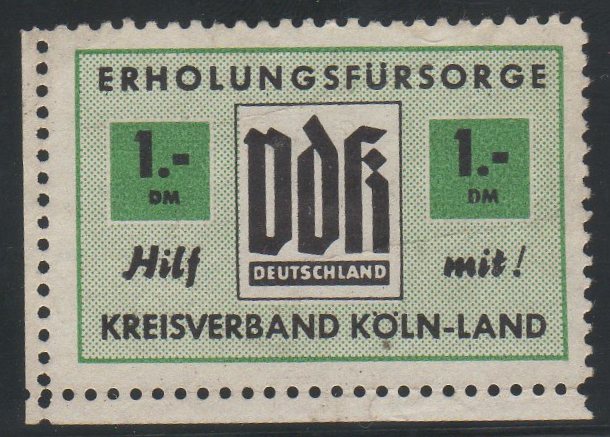 ERHOLUNGSFÜRSORGE
1.-
DM
VdK
DEUTSCHLAND
1.-
DM
Hilf
mit!
KREISVERBAND KÖLN-LAND